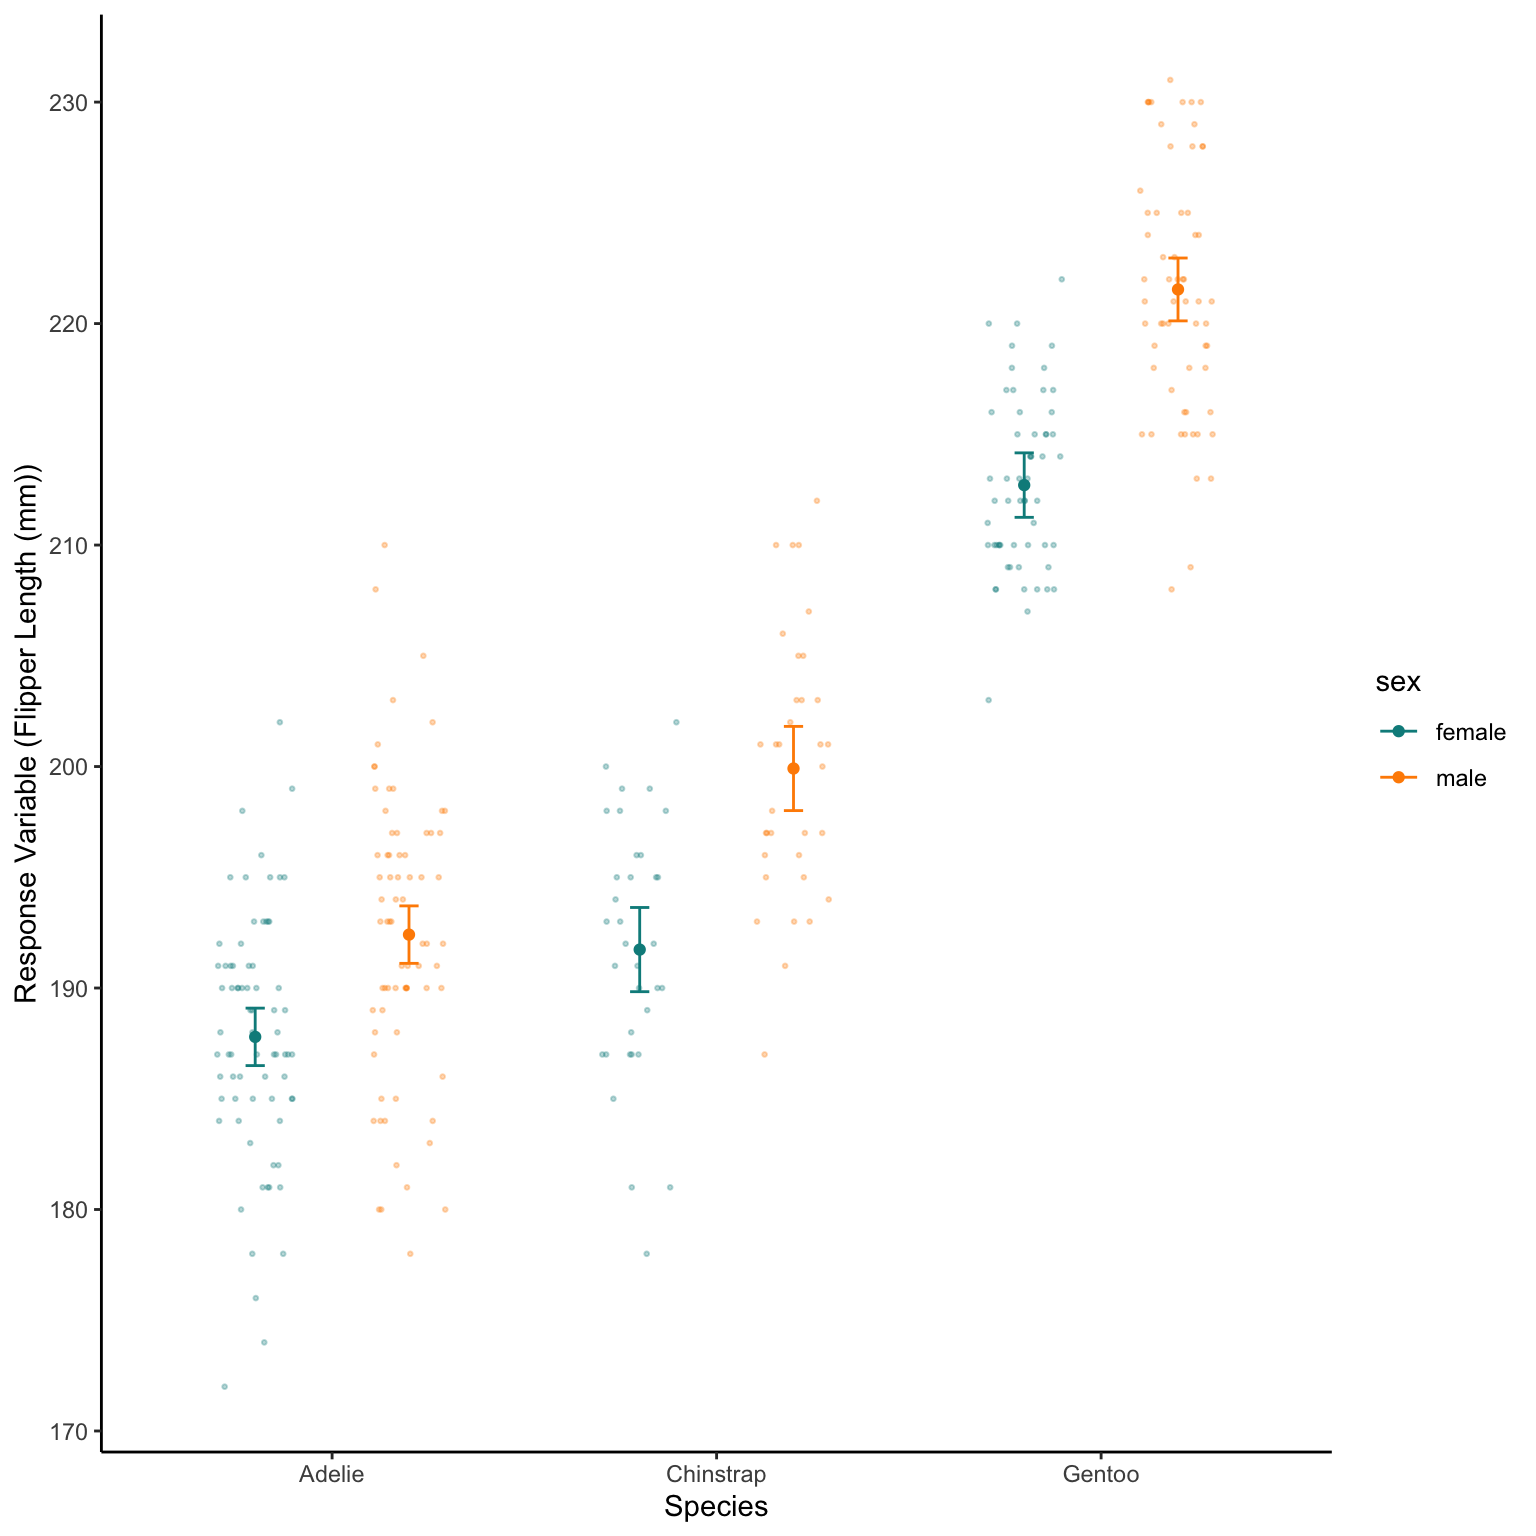 Response Variable (Flipper Length (mm))
230
220
210
200
190
180
170
Adelie
Chinstrap
Gentoo
Species
sex
female
male